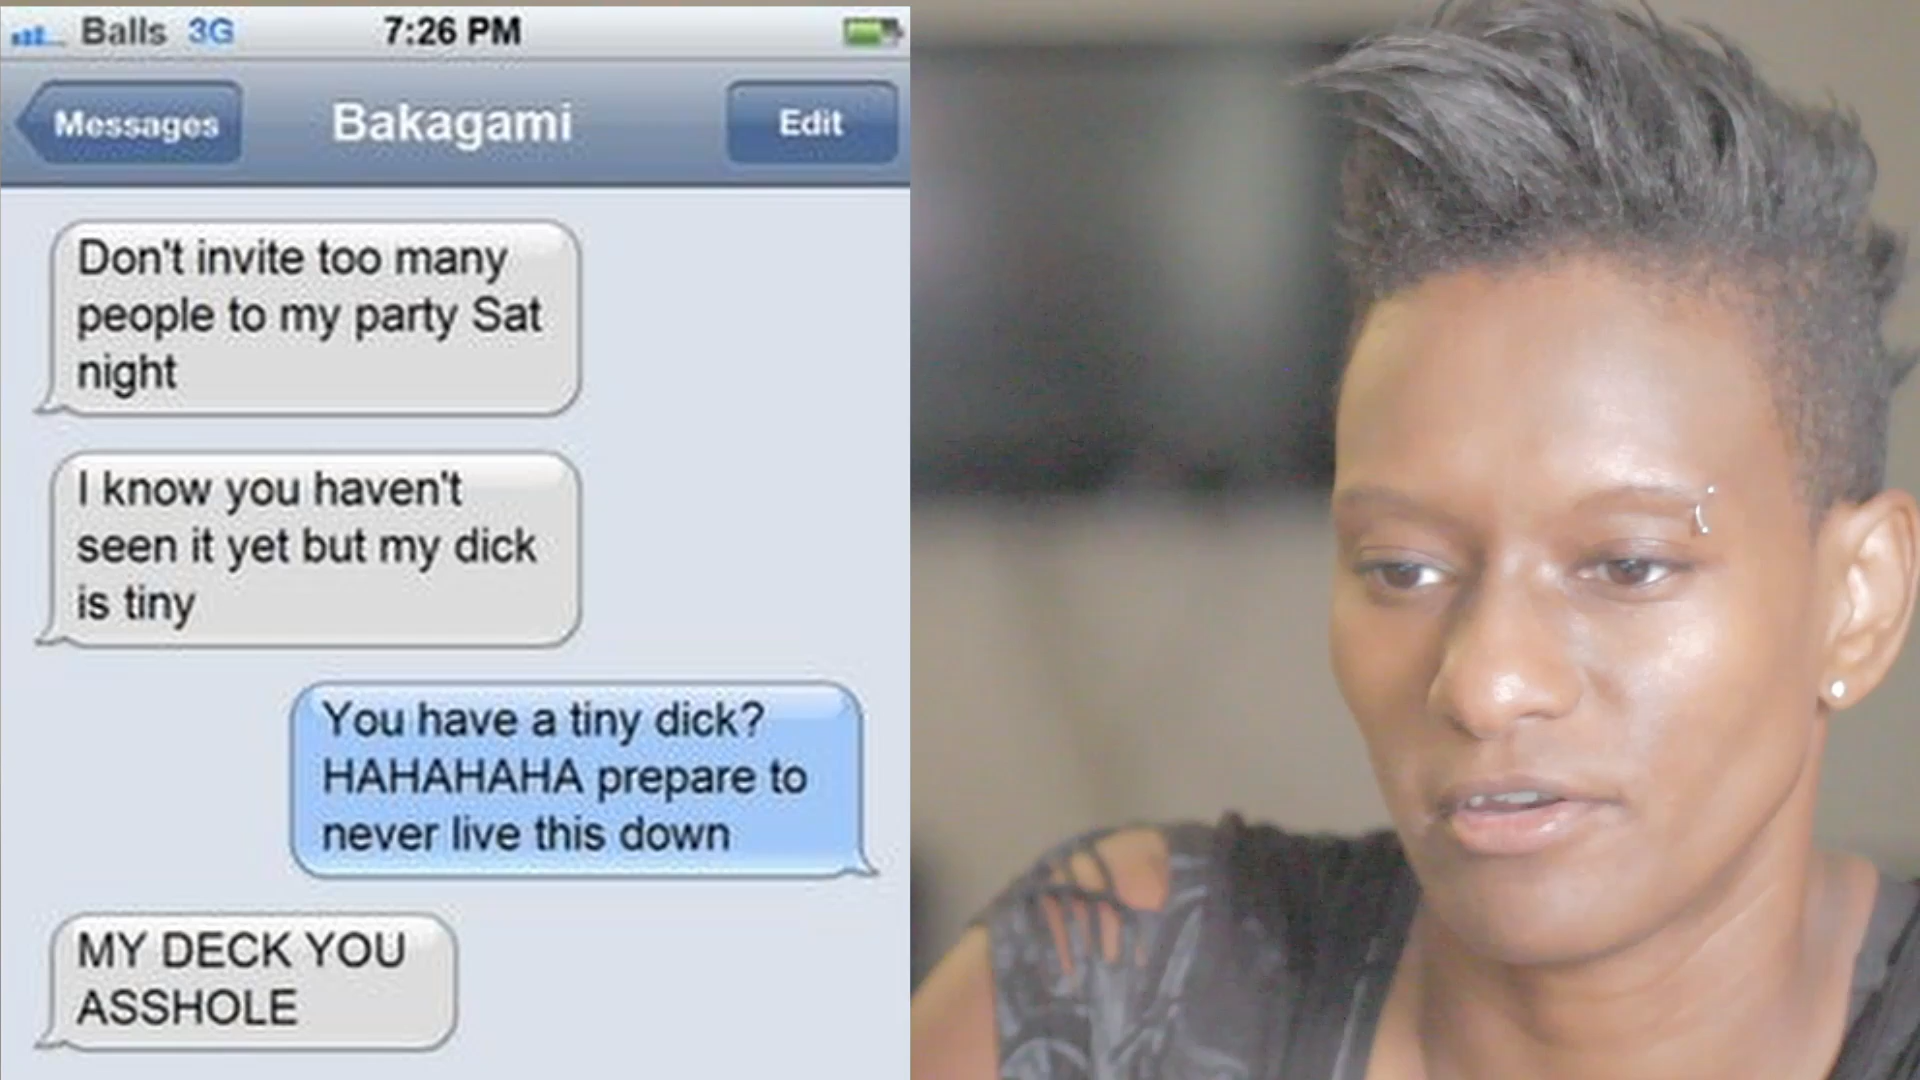 Balls 3G 7:26 PM
Messages Bakagami Edit
Don't invite too many
people to my party Sat
night
I know you haven't
seen it yet but my dick
is tiny
You have a tiny dick?
HAHAHAHA prepare to
never live this down
MY DECK YOU
ASSHOLE